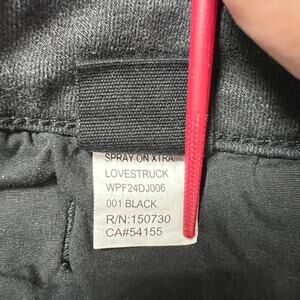 SPRAY ON XTRA
LOVESTRUCK
WPF24DJ006
001 BLACK
R/N:150730
CA#54155